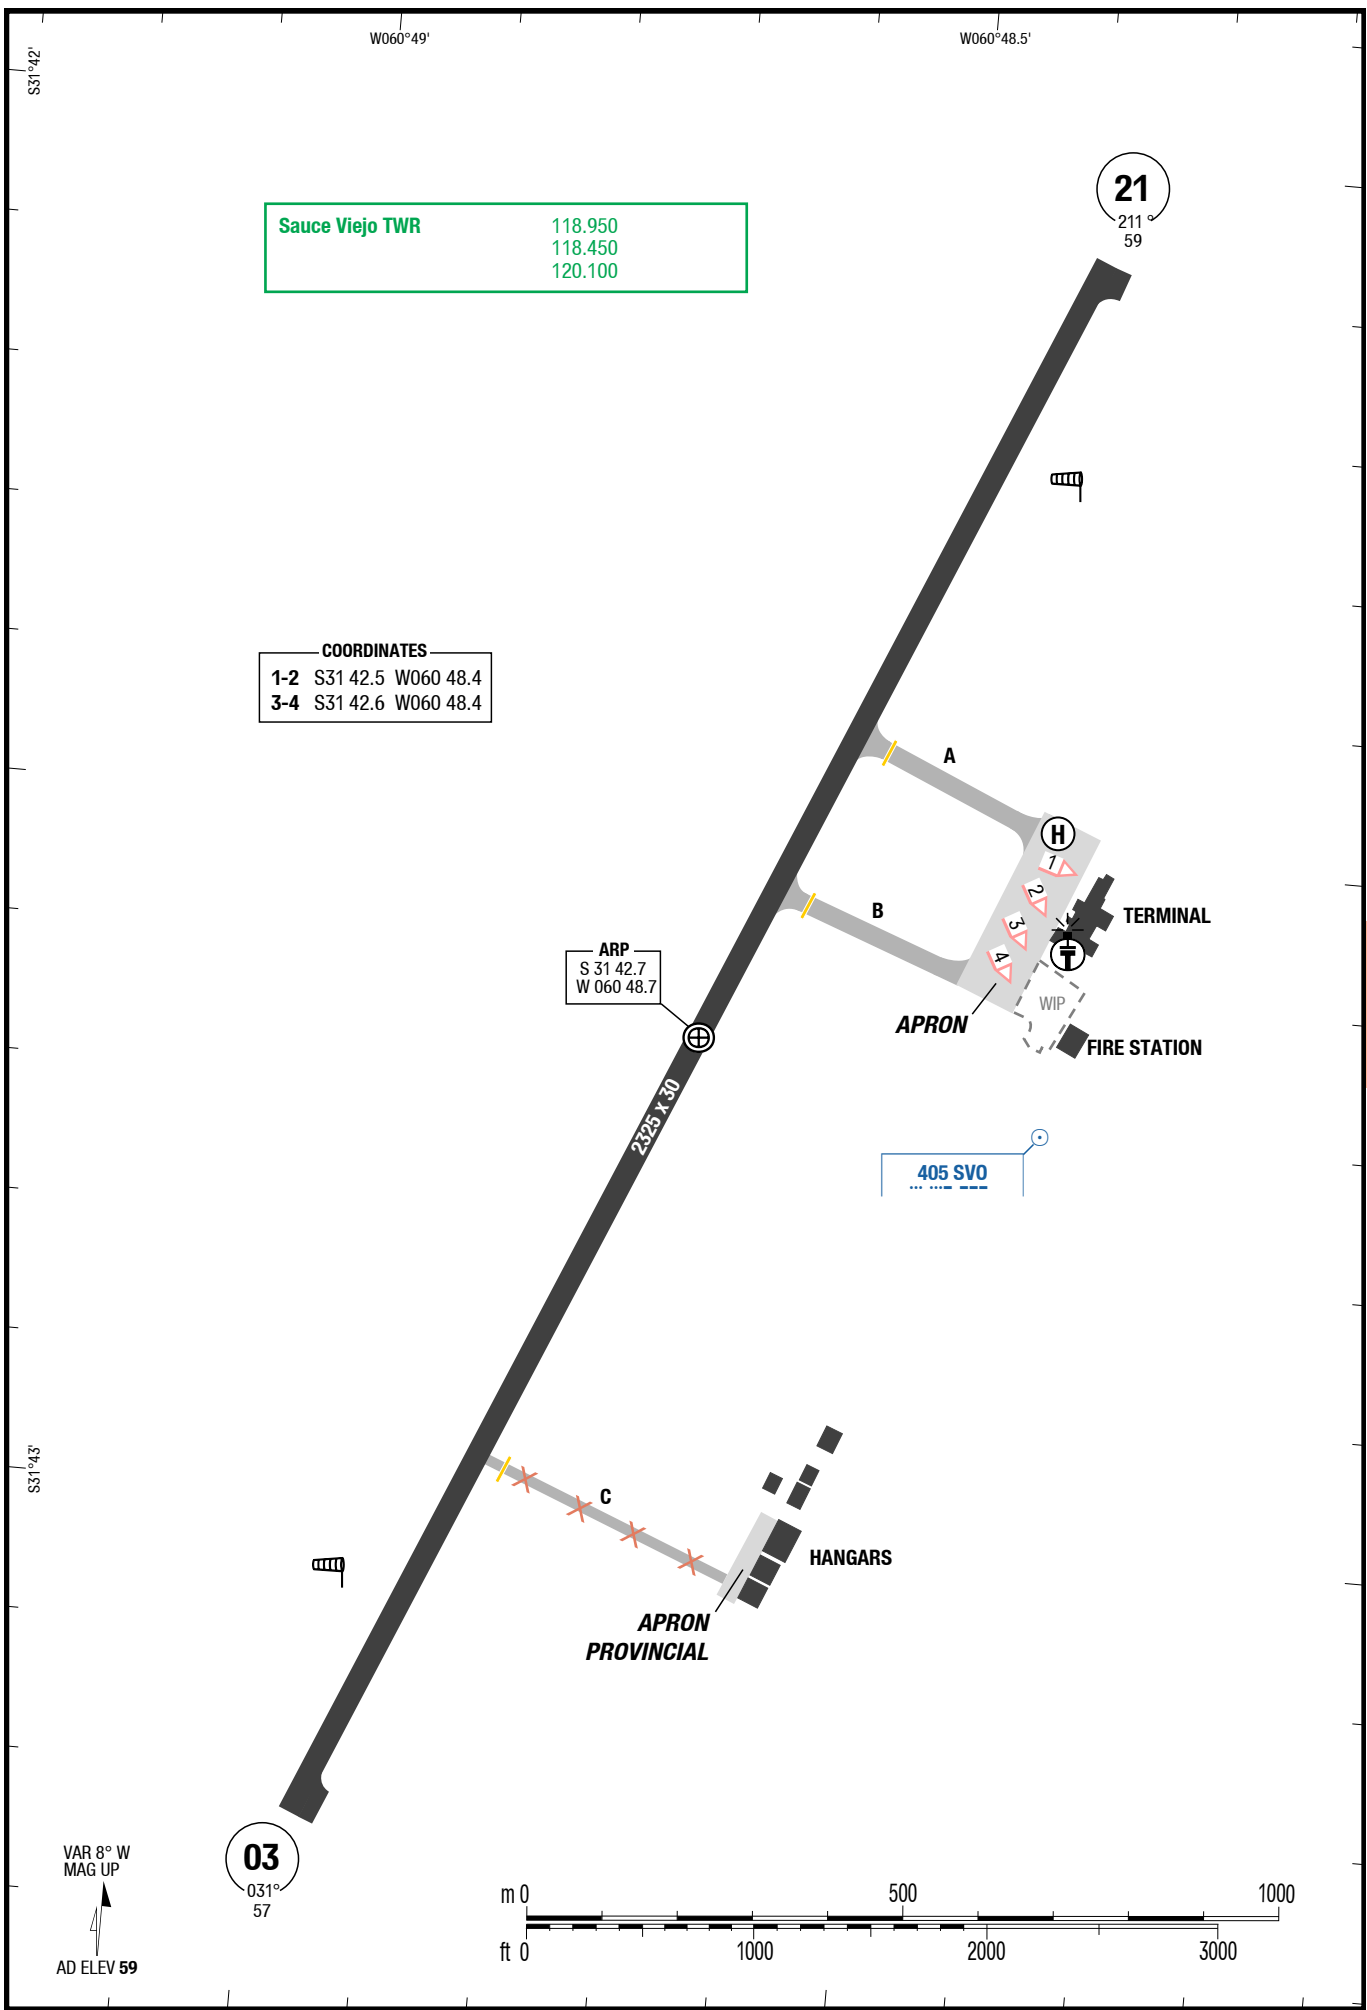 W060°49'
W060°48.5'
S31°42'
21
211°
59
Sauce Viejo TWR 118.950
118.450
120.100
COORDINATES
1-2 S31 42.5 W060 48.4
3-4 S31 42.6 W060 48.4
A
H
1
2
B
TERMINAL
3
4
T
ARP
S 31 42.7
W 060 48.7
WIP
APRON
FIRE STATION
2325 x 30
405 SVO
S31°43'
C
HANGARS
APRON
PROVINCIAL
03
031°
57
VAR 8° W
MAG UP
AD ELEV 59
m 0 500 1000
ft 0 1000 2000 3000